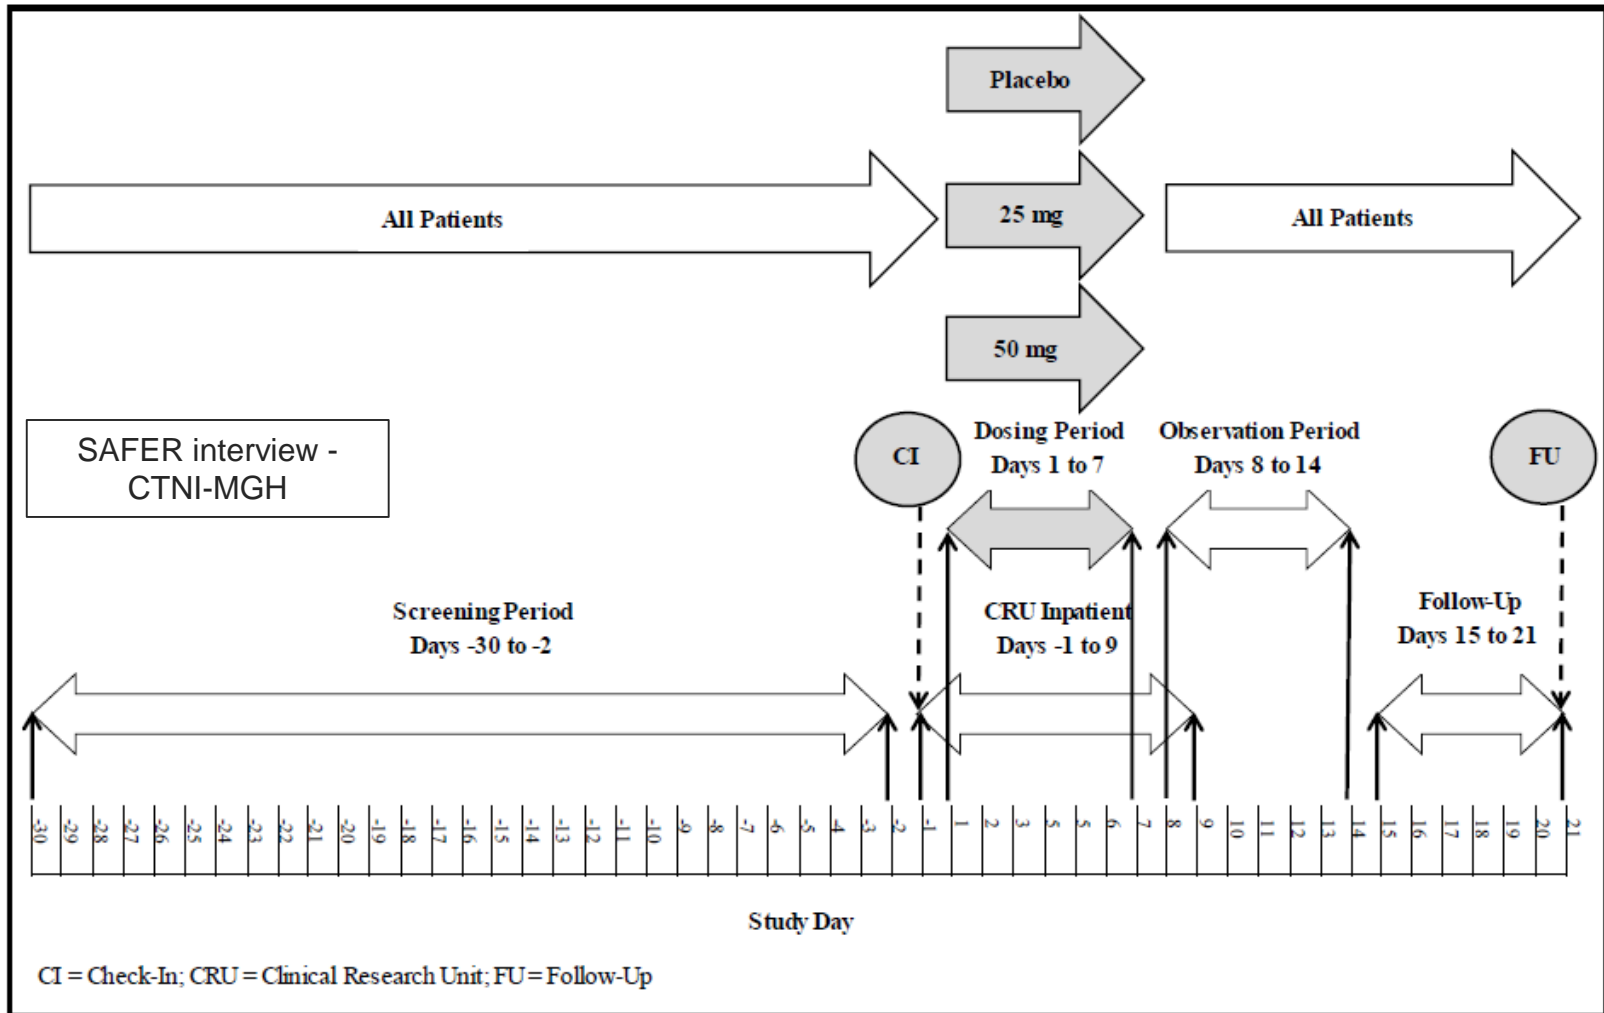 Placebo
All Patients
25 mg
All Patients
50 mg
SAFER interview -
CTNI-MGH
CI
Dosing Period
Days 1 to 7
Observation Period
Days 8 to 14
FU
Screening Period
Days -30 to -2
CRU Inpatient
Days -1 to 9
Follow-Up
Days 15 to 21
-30 -29 -28 -27 -26 -25 -24 -23 -22 -21 -20 -19 -18 -17 -16 -15 -14 -13 -12 -11 -10 -9 -8 -7 -6 -5 -4 -3 -2 -1 1 2 3 5 5 6 7 8 9 10 11 12 13 14 15 16 17 18 19 20 21
Study Day
CI = Check-In; CRU = Clinical Research Unit; FU = Follow-Up